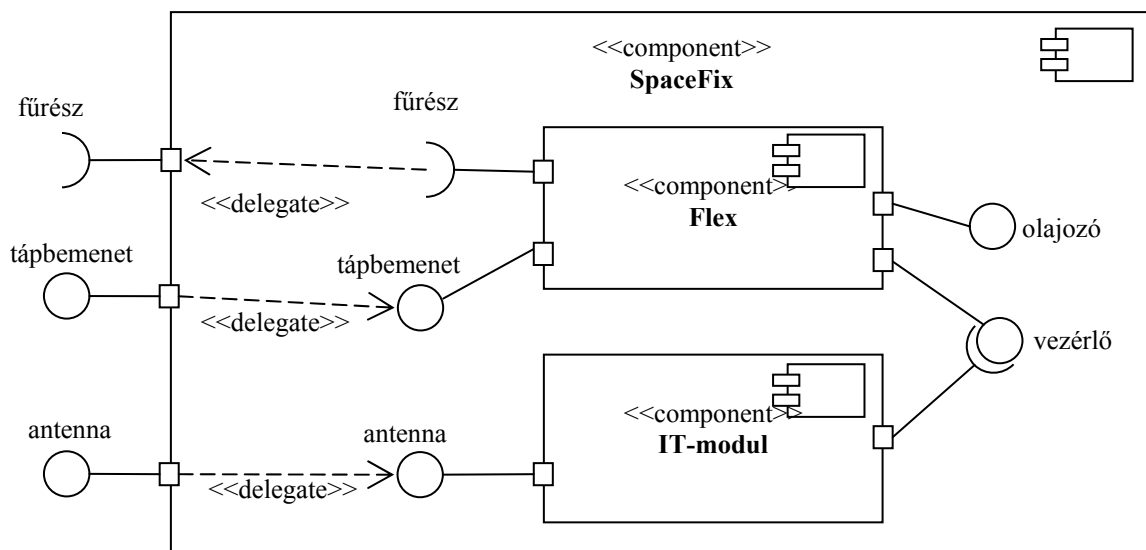 <<component>>
SpaceFix
fűrész
fűrész
<<delegate>>
<<component>>
Flex
olajozó
tápbemenet
tápbemenet
<<delegate>>
vezérlő
<<component>>
IT-modul
antenna
antenna
<<delegate>>